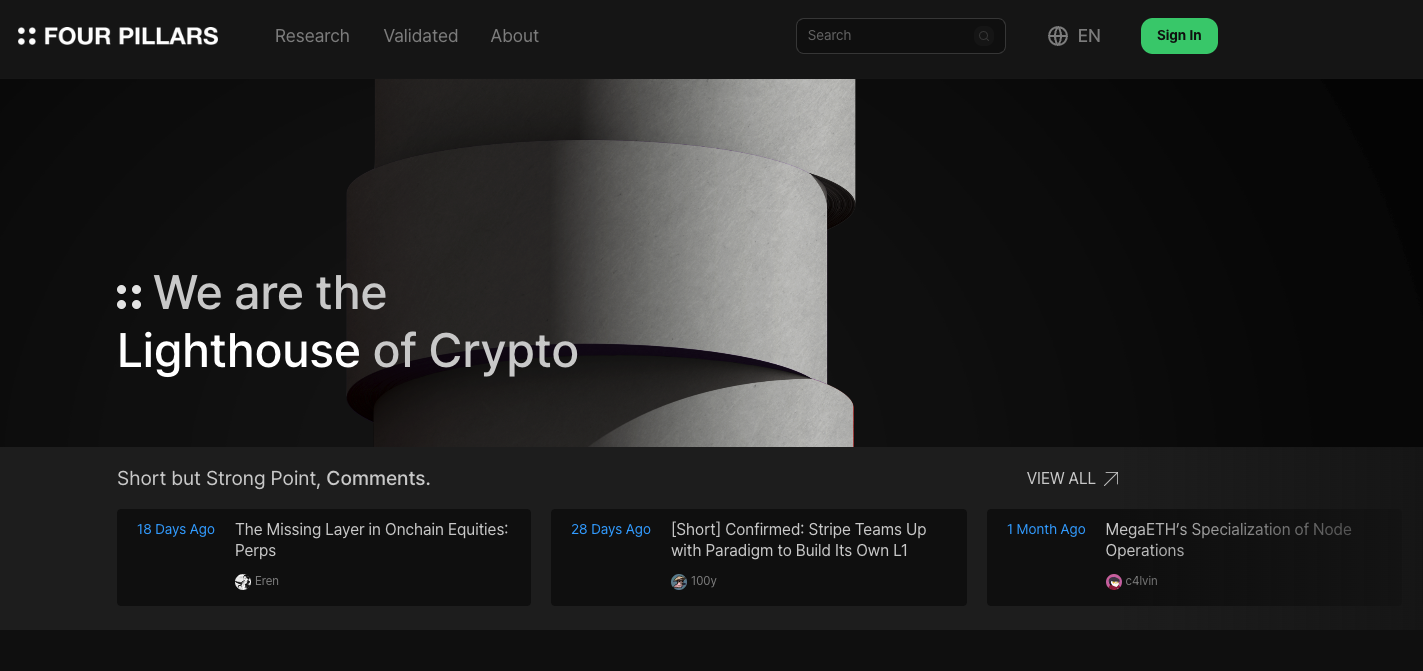 FOUR PILLARS
Research
Validated
About
Search
EN
Sign In
We are the
Lighthouse of Crypto
Short but Strong Point, Comments.
VIEW ALL
18 Days Ago
The Missing Layer in Onchain Equities:
Perps
Eren
28 Days Ago
[Short] Confirmed: Stripe Teams Up
with Paradigm to Build Its Own L1
100y
1 Month Ago
MegaETH’s Specialization of Node
Operations
c4lvin